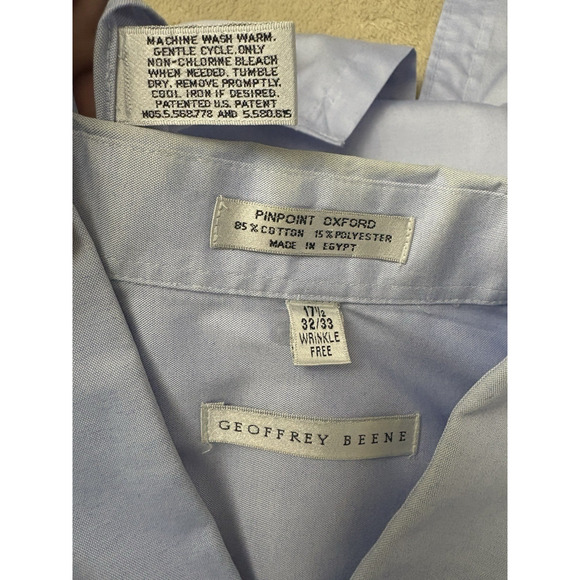 MACHINE WASH WARM.
GENTLE CYCLE.ONLY
NON-CHLORINE BLEACH
WHEN NEEDED. TUMBLE
DRY. REMOVE PROMPTLY.
COOL IRON IF DESIRED.
PATENTED U.S. PATENT
NOS.5,568,778 AND 5,580,615
PINPOINT OXFORD
85% COTTON 15% POLYESTER
MADE IN EGYPT
17 1/2
32/33
WRINKLE
FREE
GEOFFREY BEENE